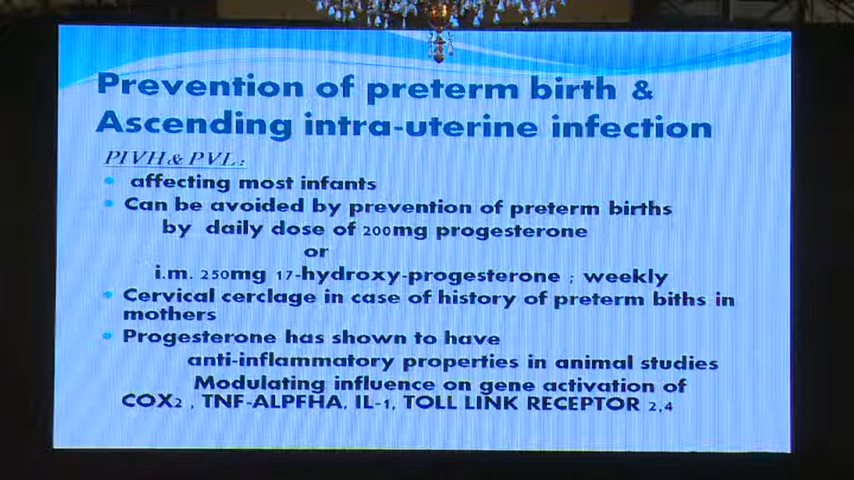 Prevention of preterm birth &
Ascending intra-uterine infection
PIVH & PVL :
affecting most infants
Can be avoided by prevention of preterm births
by daily dose of 200mg progesterone
or
i.m. 250mg 17-hydroxy-progesterone ; weekly
Cervical cerclage in case of history of preterm biths in
mothers
Progesterone has shown to have
anti-inflammatory properties in animal studies
Modulating influence on gene activation of
COX2 , TNF-ALPFHA, IL-1, TOLL LINK RECEPTOR 2,4